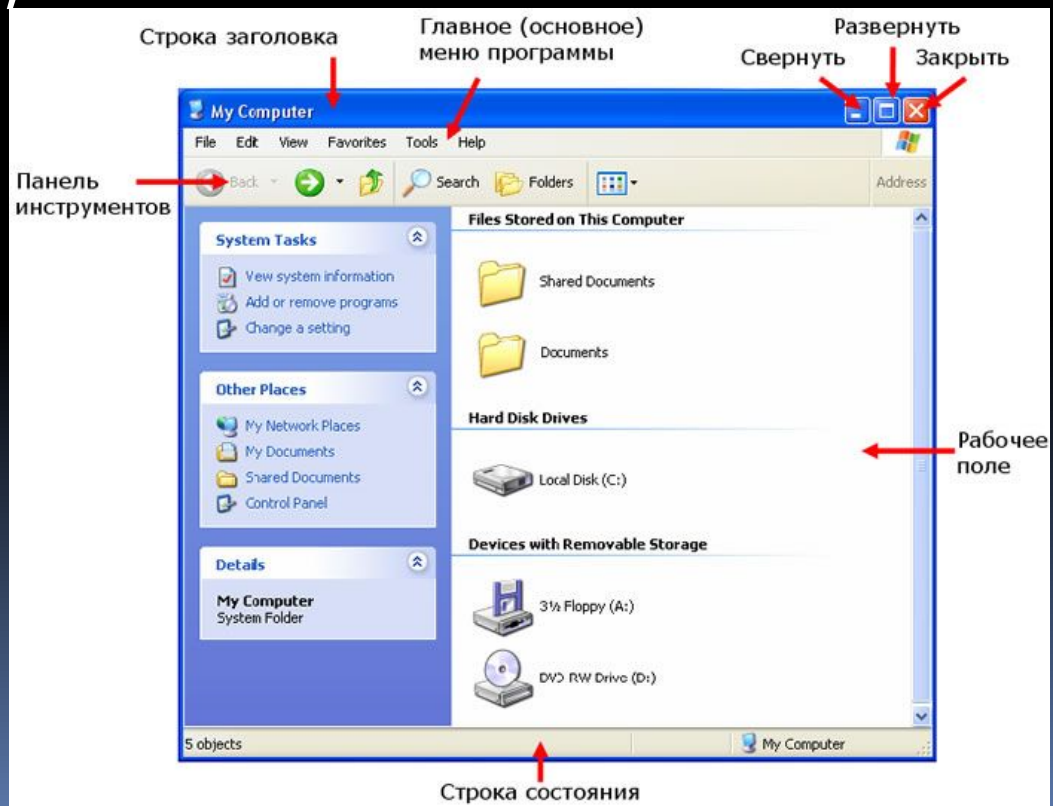 Строка заголовка
Главное (основное)
меню программы
Развернуть
Свернуть
Закрыть
My Computer
File Edit View Favorites Tools Help
Панель
инструментов
Back Search Folders Address
System Tasks
View system information
Add or remove programs
Change a setting
Other Places
My Network Places
My Documents
Shared Documents
Control Panel
Details
My Computer
System Folder
Files Stored on This Computer
Shared Documents
Documents
Hard Disk Drives
Local Disk (C:)
Devices with Removable Storage
3½ Floppy (A:)
DVD RW Drive (D:)
Рабочее
поле
5 objects
My Computer
Строка состояния